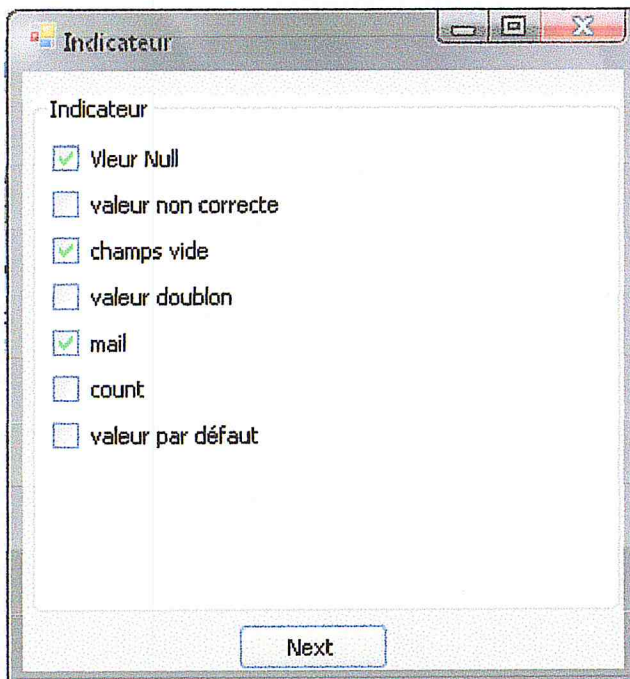 Indicateur
Indicateur
Vleur Null
valeur non correcte
champs vide
valeur doublon
mail
count
valeur par défaut
Next